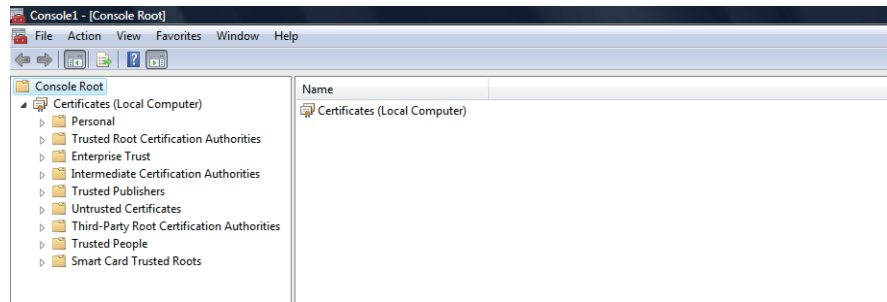 Console1 - [Console Root]
File Action View Favorites Window Help
Console Root
Certificates (Local Computer)
Personal
Trusted Root Certification Authorities
Enterprise Trust
Intermediate Certification Authorities
Trusted Publishers
Untrusted Certificates
Third-Party Root Certification Authorities
Trusted People
Smart Card Trusted Roots
Name
Certificates (Local Computer)